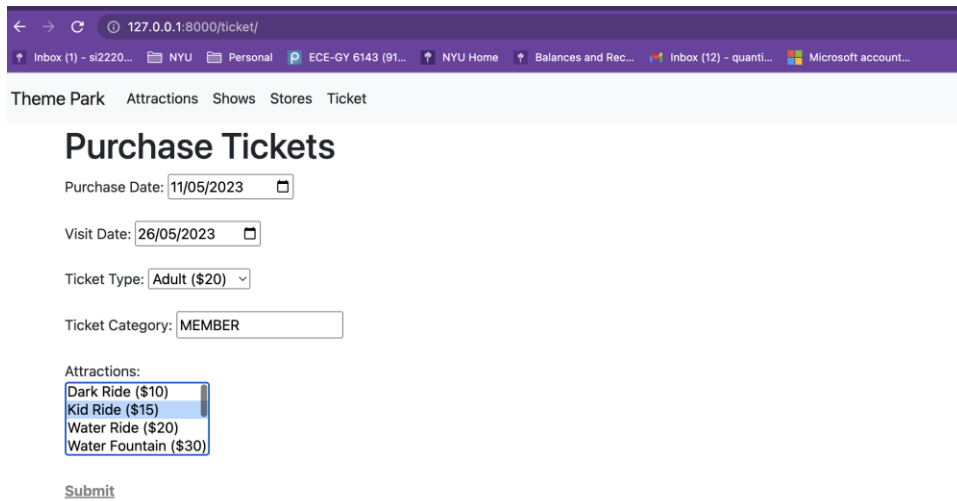 127.0.0.1:8000/ticket/
Inbox (1) - si2220... NYU Personal ECE-GY 6143 (91... NYU Home Balances and Rec... Inbox (12) - quanti... Microsoft account...
Theme Park Attractions Shows Stores Ticket
Purchase Tickets
Purchase Date: 11/05/2023
Visit Date: 26/05/2023
Ticket Type: Adult ($20)
Ticket Category: MEMBER
Attractions:
Dark Ride ($10)
Kid Ride ($15)
Water Ride ($20)
Water Fountain ($30)
Submit